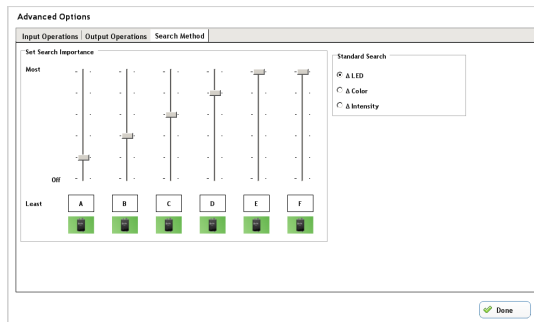 Advanced Options
Input Operations Output Operations Search Method
Set Search Importance
Standard Search
Most
Δ LED
Δ Color
Δ Intensity
Off
Least A B C D E F
Done